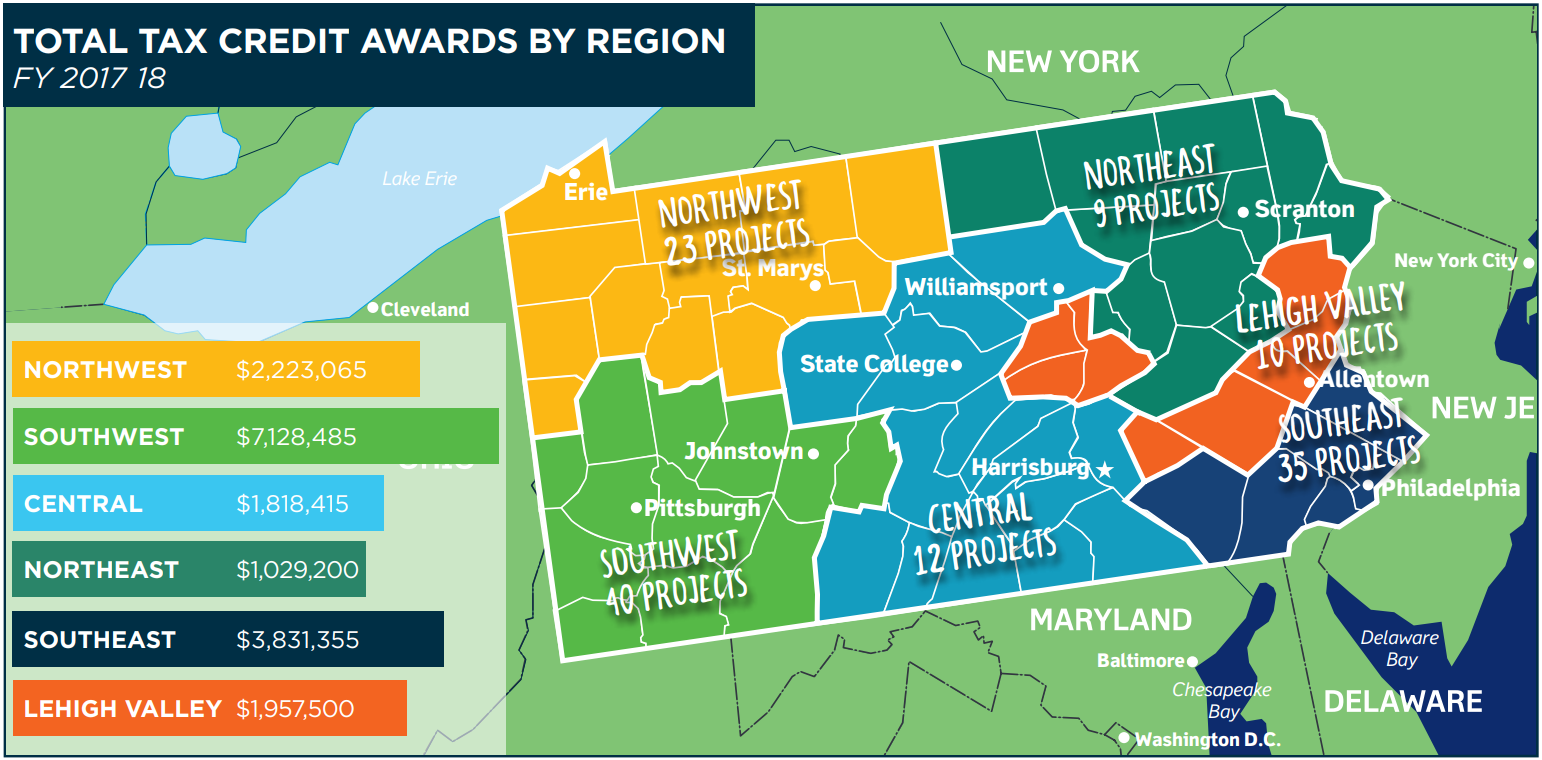 TOTAL TAX CREDIT AWARDS BY REGION
FY 2017 18
NEW YORK
Lake Erie
Erie
NORTHWEST
23 PROJECTS
St. Marys
NORTHEAST
9 PROJECTS
Scranton
New York City
Cleveland
Williamsport
LEHIGH VALLEY
10 PROJECTS
State College
Allentown
NEW JE
SOUTHEAST
35 PROJECTS
Philadelphia
Johnstown
Harrisburg
Pittsburgh
CENTRAL
12 PROJECTS
SOUTHWEST
40 PROJECTS
OHIO
NORTHWEST $2,223,065
SOUTHWEST $7,128,485
CENTRAL $1,818,415
NORTHEAST $1,029,200
SOUTHEAST $3,831,355
LEHIGH VALLEY $1,957,500
MARYLAND
Baltimore
Chesapeake
Bay
Washington D.C.
Delaware
Bay
DELAWARE